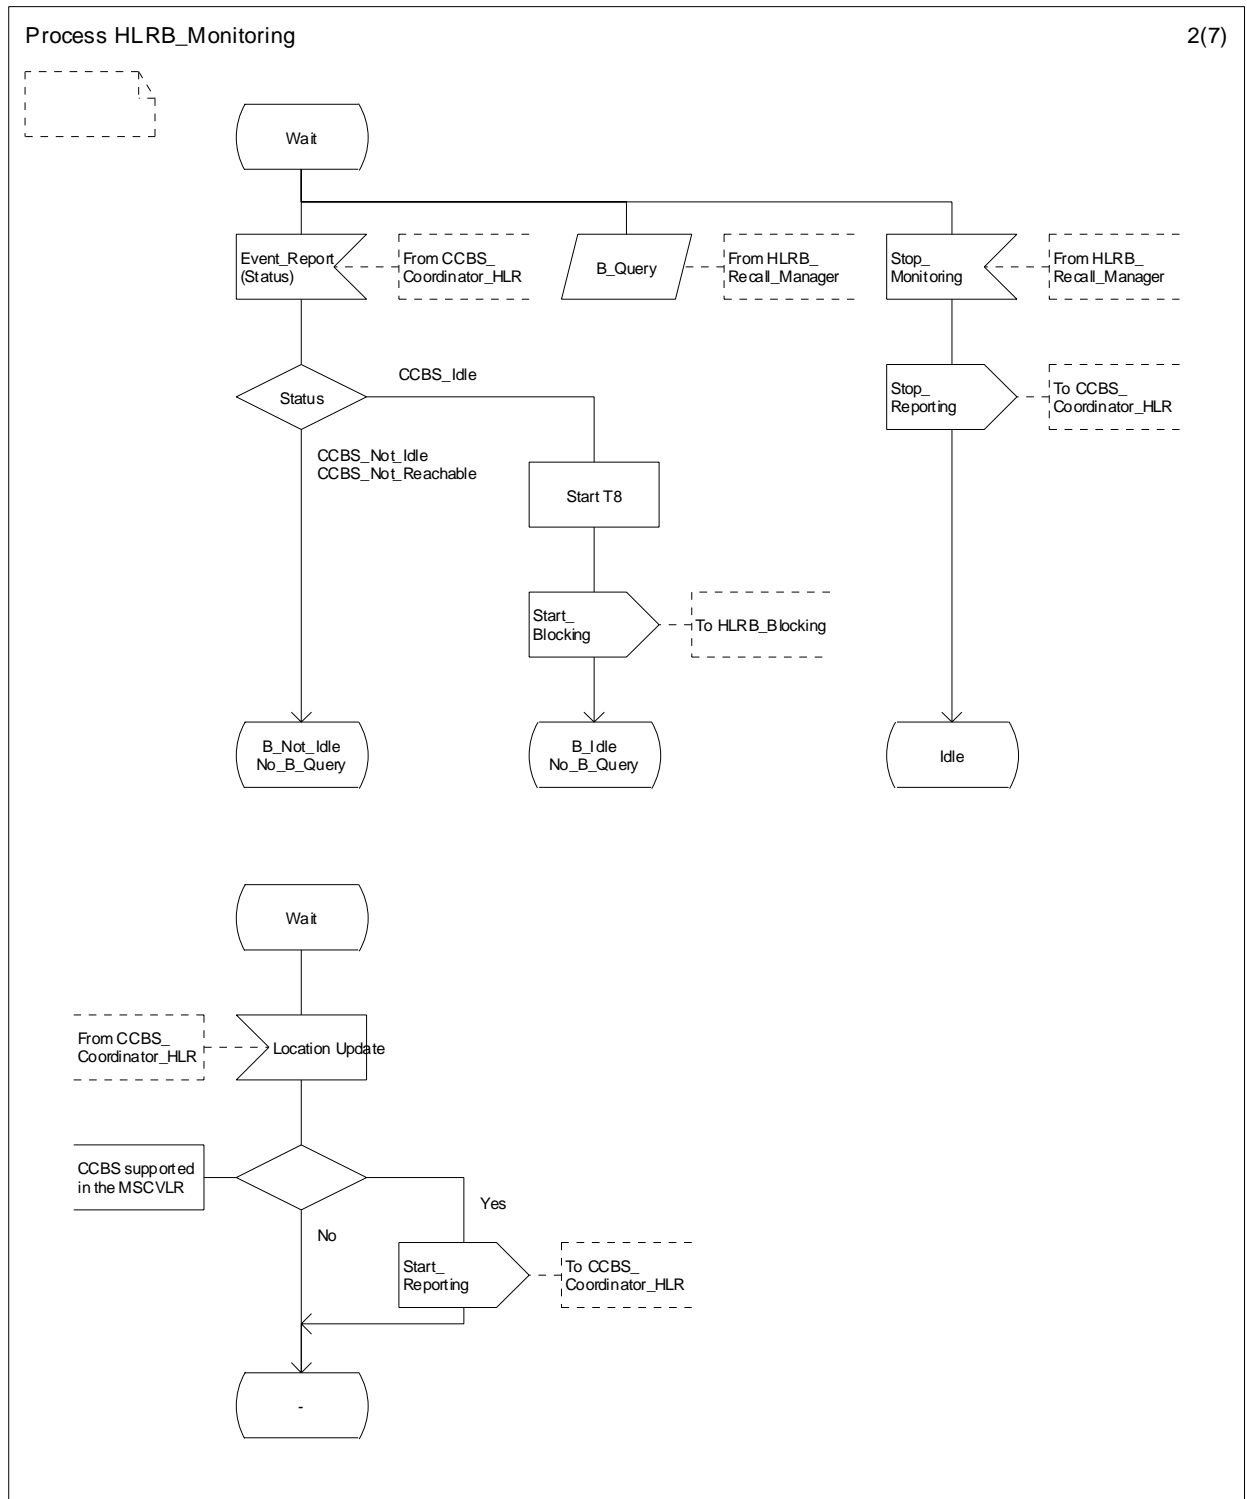 Process HLRB_Monitoring
2(7)
Wait
Event_Report
(Status)
From CCBS_
Coordinator_HLR
B_Query
From HLRB_
Recall_Manager
Stop_
Monitoring
From HLRB_
Recall_Manager
Status
CCBS_Idle
Stop_
Reporting
To CCBS_
Coordinator_HLR
CCBS_Not_Idle
CCBS_Not_Reachable
Start T8
Start_
Blocking
To HLRB_Blocking
B_Not_Idle
No_B_Query
B_Idle
No_B_Query
Idle
Wait
From CCBS_
Coordinator_HLR
Location Update
CCBS supported
in the MSCVLR
Yes
No
Start_
Reporting
To CCBS_
Coordinator_HLR
-